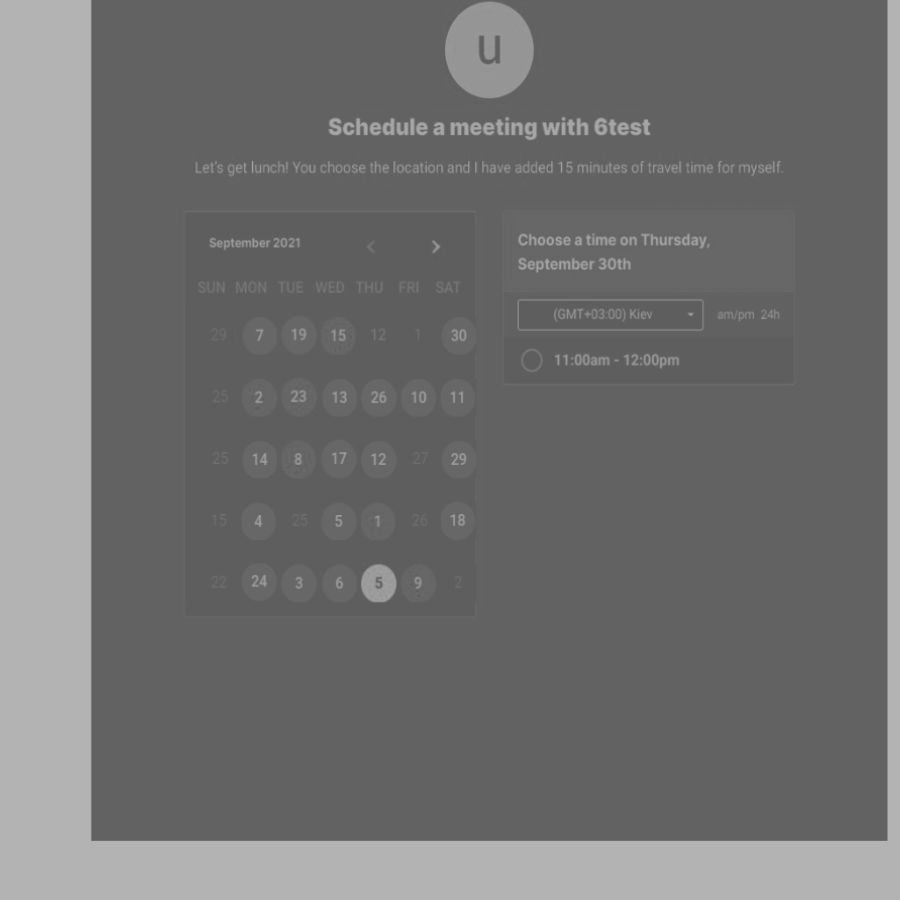 u
Schedule a meeting with 6test
Let's get lunch! You choose the location and I have added 15 minutes of travel time for myself.
September 2021
SUN MON TUE WED THU FRI SAT
29 7 19 15 12 1 30
25 2 23 13 26 10 11
25 14 8 17 12 27 29
15 4 25 5 1 26 18
22 24 3 6 5 9 2
Choose a time on Thursday,
September 30th
(GMT+03:00) Kiev am/pm 24h
11:00am - 12:00pm